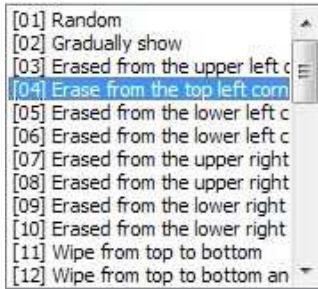 [01] Random
[02] Gradually show
[03] Erased from the upper left c
[04] Erase from the top left corn
[05] Erased from the lower left c
[06] Erased from the lower left c
[07] Erased from the upper right
[08] Erased from the upper right
[09] Erased from the lower right
[10] Erased from the lower right
[11] Wipe from top to bottom
[12] Wipe from top to bottom an